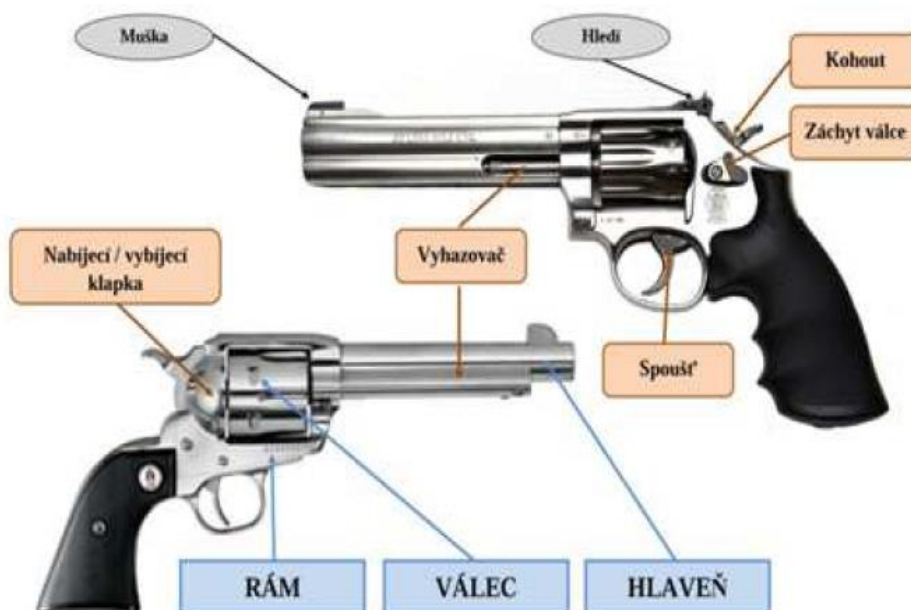 Muška
Hledí
Kohout
Záchyt válce
Nabíjecí / vybíjecí
klapka
Vyhazovač
Spoušť
RÁM
VÁLEC
HLAVEŇ